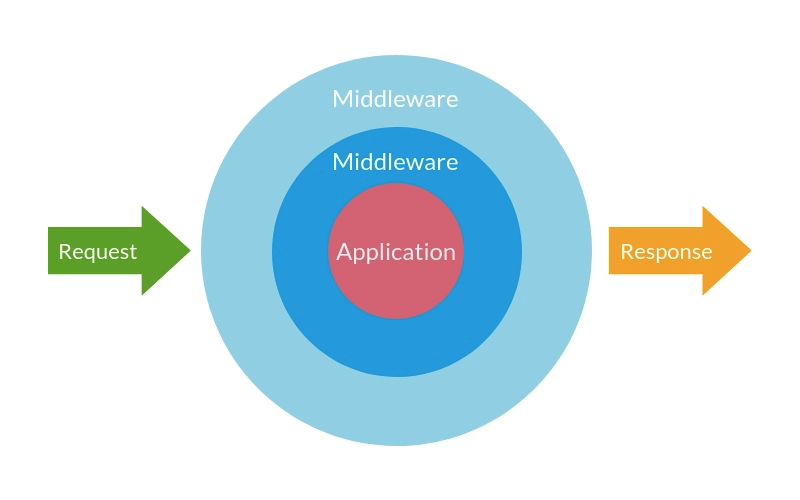 Middleware
Middleware
Request
Application
Response